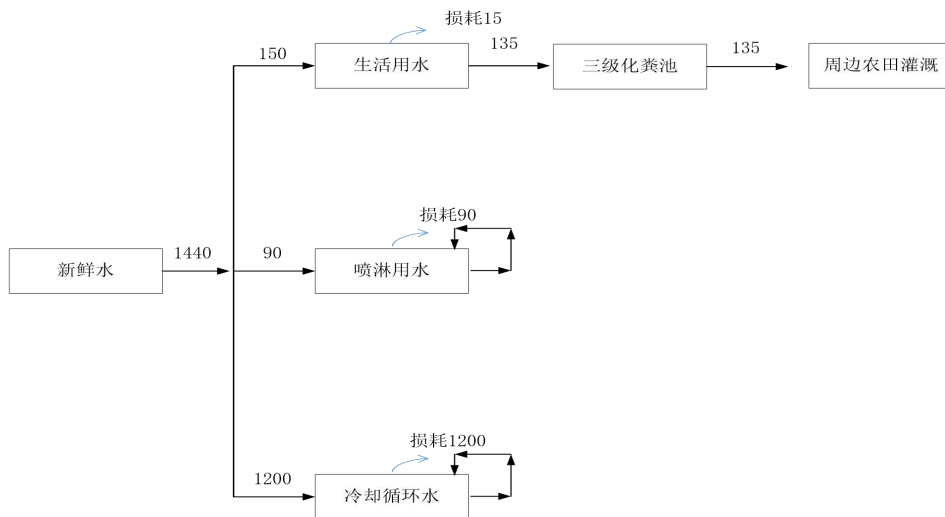 损耗15
150
生活用水
135
三级化粪池
135
周边农田灌溉
损耗90
新鲜水
1440
90
喷淋用水
损耗1200
1200
冷却循环水